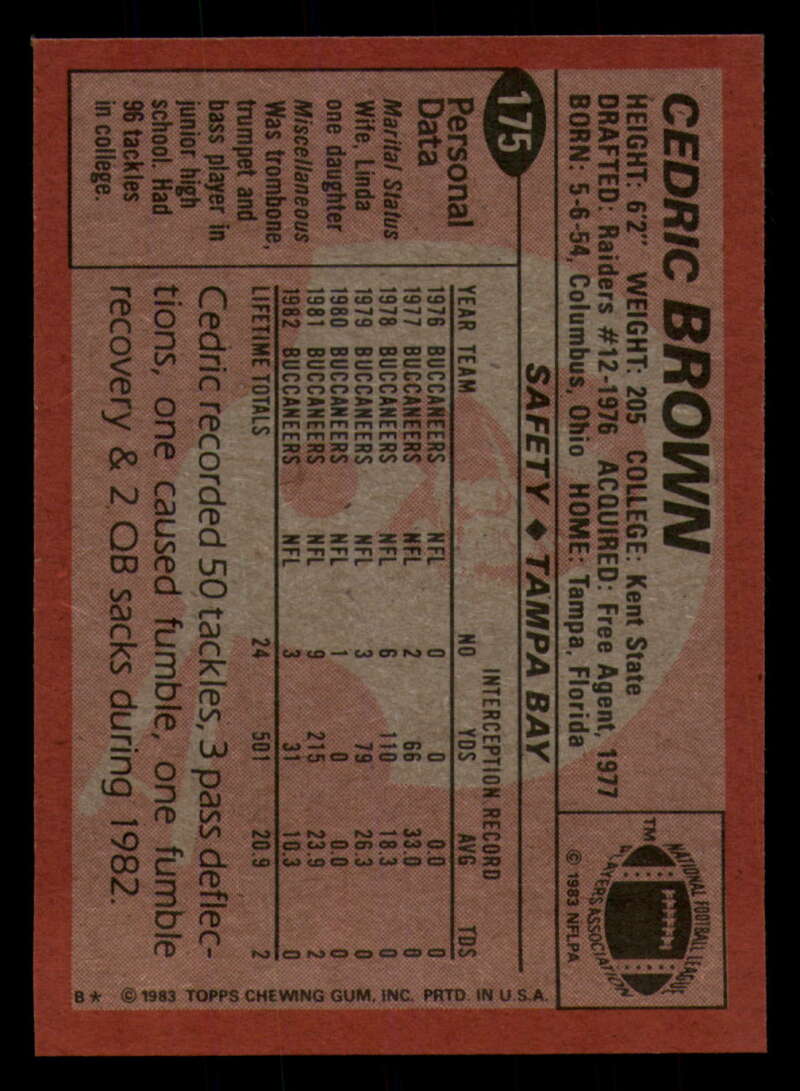 CEDRIC BROWN
HEIGHT: 6'2" WEIGHT: 205 COLLEGE: Kent State
DRAFTED: Raiders #12-1976 ACQUIRED: Free Agent, 1977
BORN: 5-6-54, Columbus, Ohio HOME: Tampa, Florida
TM
NATIONAL FOOTBALL LEAGUE
PLAYERS ASSOCIATION
© 1983 NFLPA
175
SAFETY ♦ TAMPA BAY
Personal
Data
Marital Status
Wife, Linda
one daughter
Miscellaneous
Was trombone,
trumpet and
bass player in
junior high
school. Had
96 tackles
in college.
INTERCEPTION RECORD
YEAR TEAM NO YDS AVG TDS
1976 BUCCANEERS NFL 0 0 0.0 0
1977 BUCCANEERS NFL 2 66 33.0 0
1978 BUCCANEERS NFL 6 110 18.3 0
1979 BUCCANEERS NFL 3 79 26.3 0
1980 BUCCANEERS NFL 1 0 0.0 0
1981 BUCCANEERS NFL 9 215 23.9 2
1982 BUCCANEERS NFL 3 31 10.3 0
LIFETIME TOTALS 24 501 20.9 2
Cedric recorded 50 tackles, 3 pass deflec-
tions, one caused fumble, one fumble
recovery & 2 QB sacks during 1982.
B* © 1983 TOPPS CHEWING GUM, INC. PRTD. IN U.S.A.